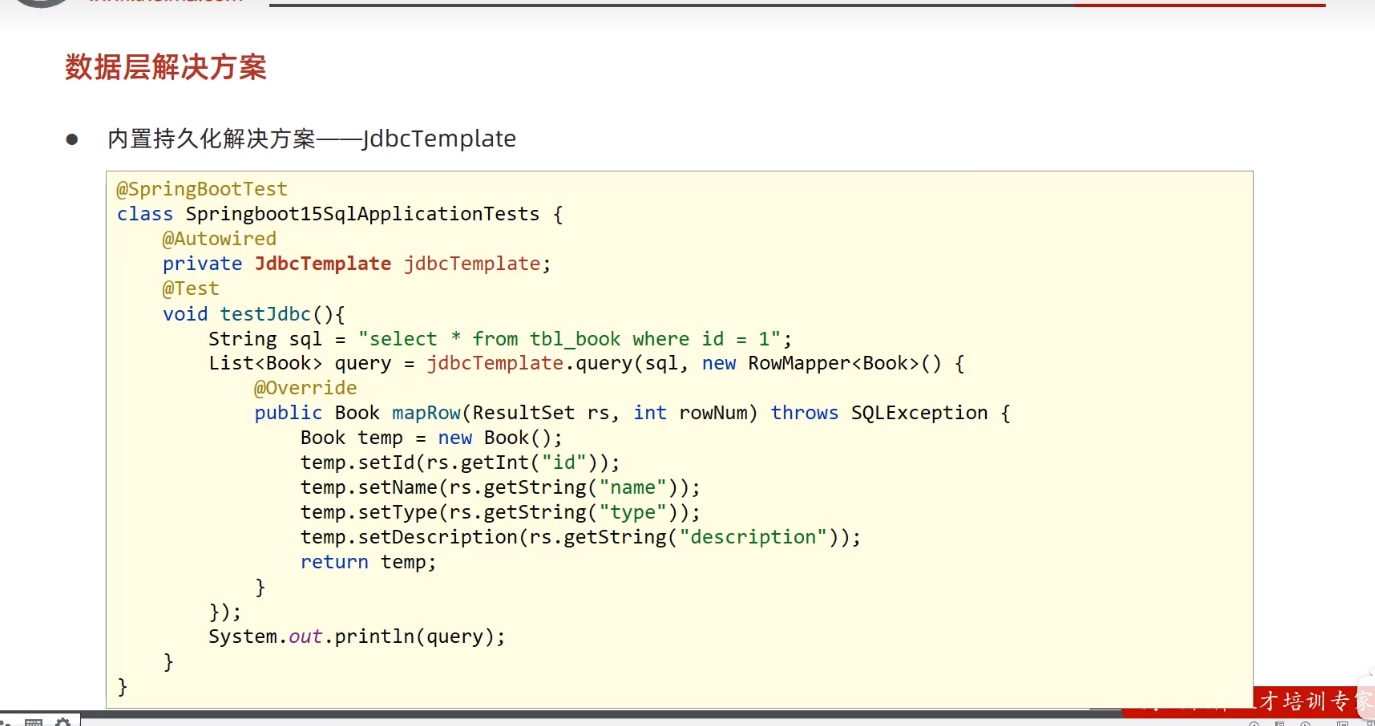 数据层解决方案
● 内置持久化解决方案——JdbcTemplate
@SpringBootTest
class Springboot15SqlApplicationTests {
    @Autowired
    private JdbcTemplate jdbcTemplate;
    @Test
    void testJdbc(){
        String sql = "select * from tbl_book where id = 1";
        List<Book> query = jdbcTemplate.query(sql, new RowMapper<Book>() {
            @Override
            public Book mapRow(ResultSet rs, int rowNum) throws SQLException {
                Book temp = new Book();
                temp.setId(rs.getInt("id"));
                temp.setName(rs.getString("name"));
                temp.setType(rs.getString("type"));
                temp.setDescription(rs.getString("description"));
                return temp;
            }
        });
        System.out.println(query);
    }
}
才培训专家